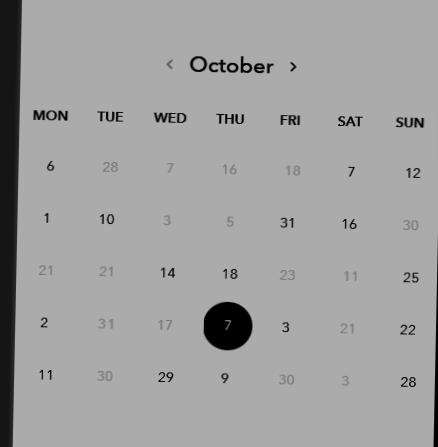 ‹ October ›
MON TUE WED THU FRI SAT SUN
6 28 7 16 18 7 12
1 10 3 5 31 16 30
21 21 14 18 23 11 25
2 31 17 7 3 21 22
11 30 29 9 30 3 28